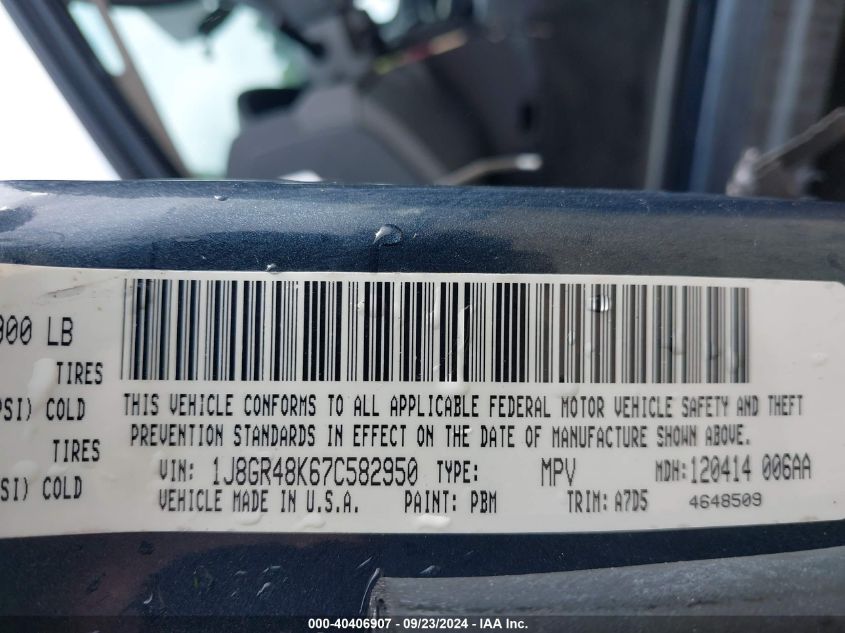 900 LB
TIRES
PSI) COLD
TIRES
SI) COLD
THIS VEHICLE CONFORMS TO ALL APPLICABLE FEDERAL MOTOR VEHICLE SAFETY AND THEFT
PREVENTION STANDARDS IN EFFECT ON THE DATE OF MANUFACTURE SHOWN ABOVE.
VIN: 1J8GR48K67C582950 TYPE: MPV MDH: 120414 006AA
VEHICLE MADE IN U.S.A. PAINT: PBM TRIM: A7D5 4648509
000-40406907 - 09/23/2024 - IAA Inc.